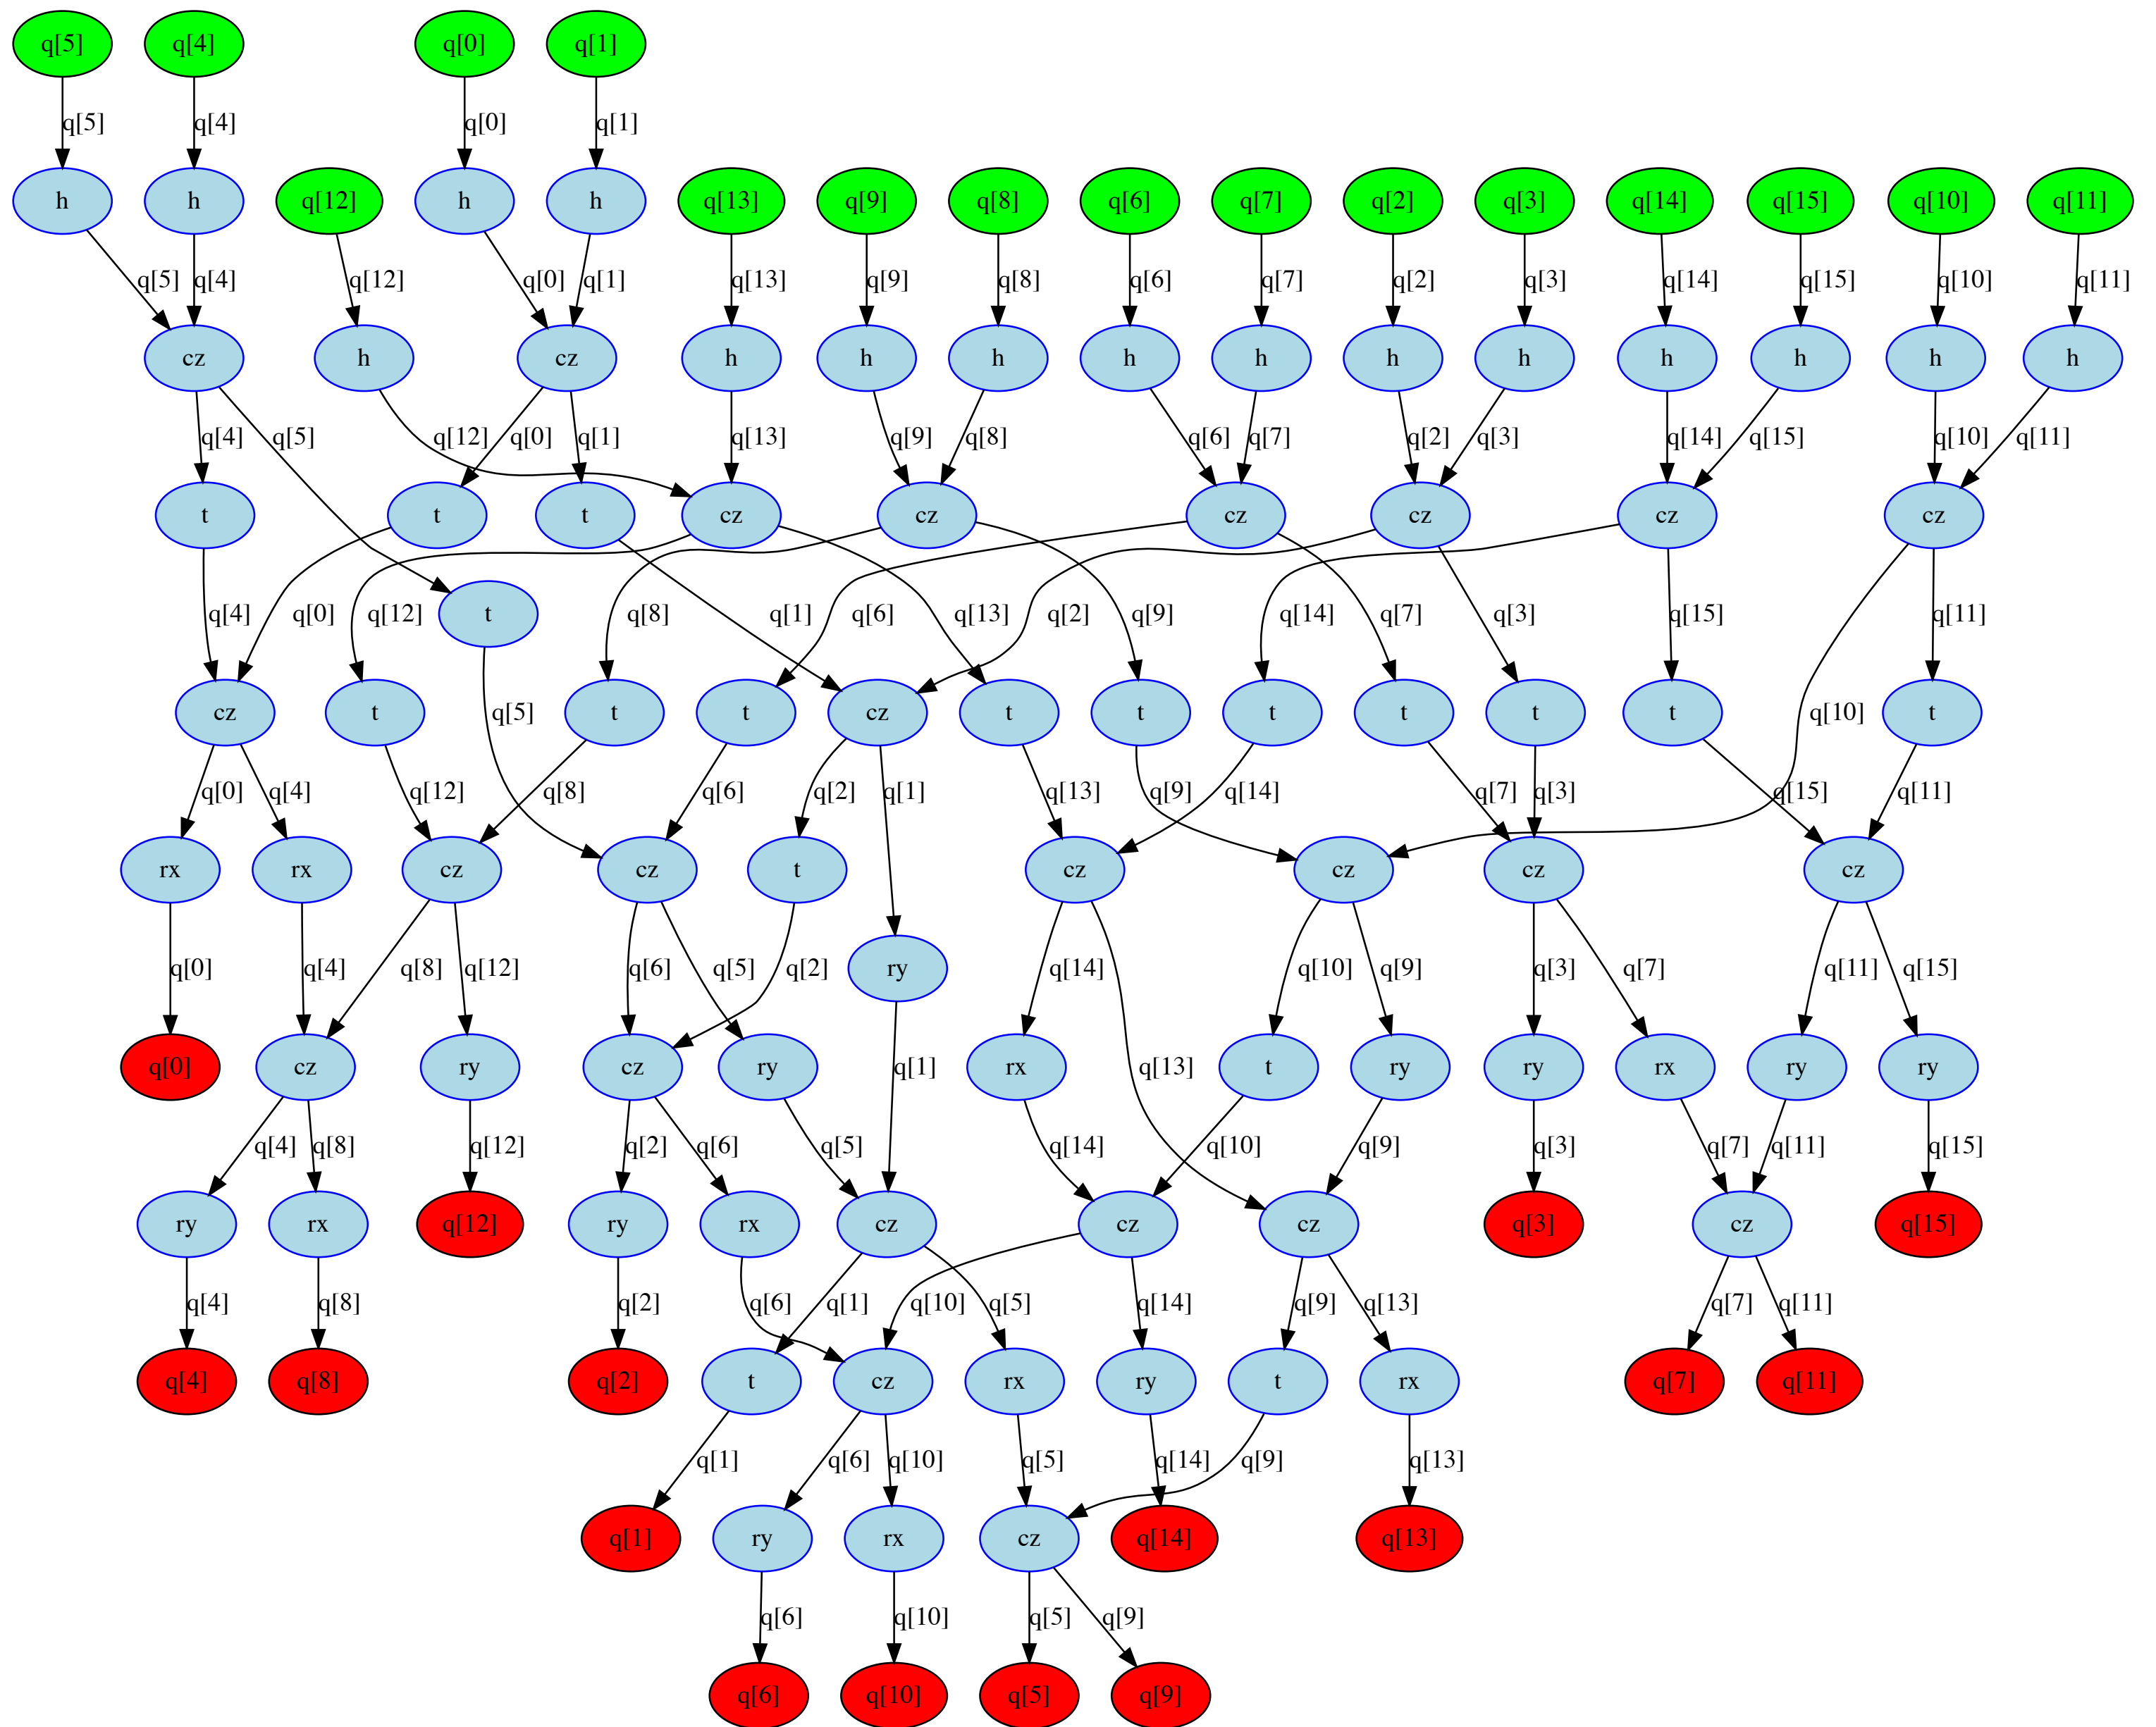 q[5] q[4] q[0] q[1]
q[5] q[4] q[0] q[1]
h h q[12] h h q[13] q[9] q[8] q[6] q[7] q[2] q[3] q[14] q[15] q[10] q[11]
q[5] q[4] q[12] q[0] q[1] q[13] q[9] q[8] q[6] q[7] q[2] q[3] q[14] q[15] q[10] q[11]
cz h cz h h h h h h h h h h h
q[4] q[5] q[12] q[0] q[1] q[13] q[9] q[8] q[6] q[7] q[2] q[3] q[14] q[15] q[10] q[11]
t t t cz cz cz cz cz cz
q[4] q[0] q[12] t q[8] q[1] q[6] q[13] q[2] q[9] q[14] q[7] q[3] q[15] q[11]
cz t q[5] t t cz t t t t t t q[10] t
q[0] q[4] q[12] q[8] q[6] q[2] q[1] q[13] q[9] q[14] q[7] q[3] q[15] q[11]
rx rx cz cz t cz cz cz cz
q[0] q[4] q[8] q[12] q[6] q[5] q[2] ry q[14] q[10] q[9] q[3] q[7] q[11] q[15]
q[0] cz ry cz ry q[1] rx q[13] t ry ry rx ry ry
q[4] q[8] q[12] q[2] q[6] q[5] q[14] q[10] q[9] q[3] q[7] q[11] q[15]
ry rx q[12] ry rx cz cz cz q[3] cz q[15]
q[4] q[8] q[2] q[6] q[1] q[10] q[5] q[14] q[9] q[13] q[7] q[11]
q[4] q[8] q[2] t cz rx ry t rx q[7] q[11]
q[1] q[6] q[10] q[5] q[14] q[9] q[13]
q[1] ry rx cz q[14] q[13]
q[6] q[10] q[5] q[9]
q[6] q[10] q[5] q[9]